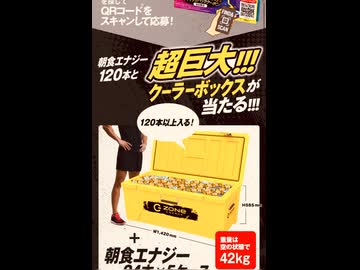 QRコードを
スキャンして応募!
朝食エナジー
120本と
超巨大!!!
クーラーボックスが
当たる!!!
120本以上入る!
ZONE
H585mm
W1,420mm
+
朝食エナジー
重量は
空の状態で
42kg